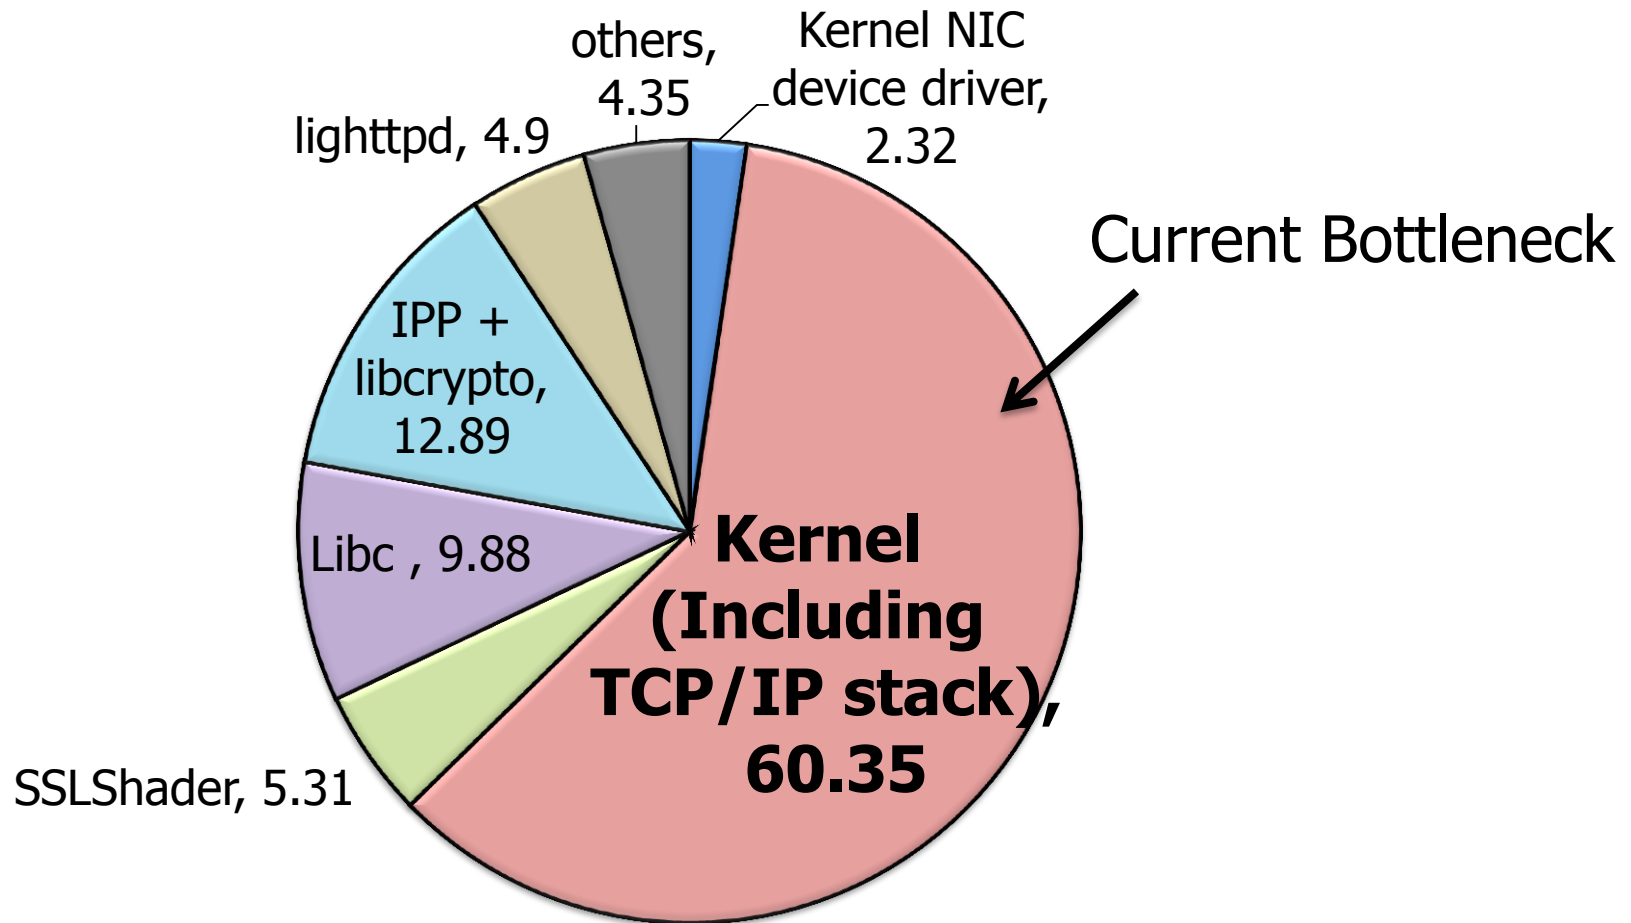 others,
4.35
Kernel NIC
device driver,
2.32
lighttpd, 4.9
Current Bottleneck
IPP +
libcrypto,
12.89
Libc , 9.88
Kernel
(Including
TCP/IP stack),
60.35
SSLShader, 5.31